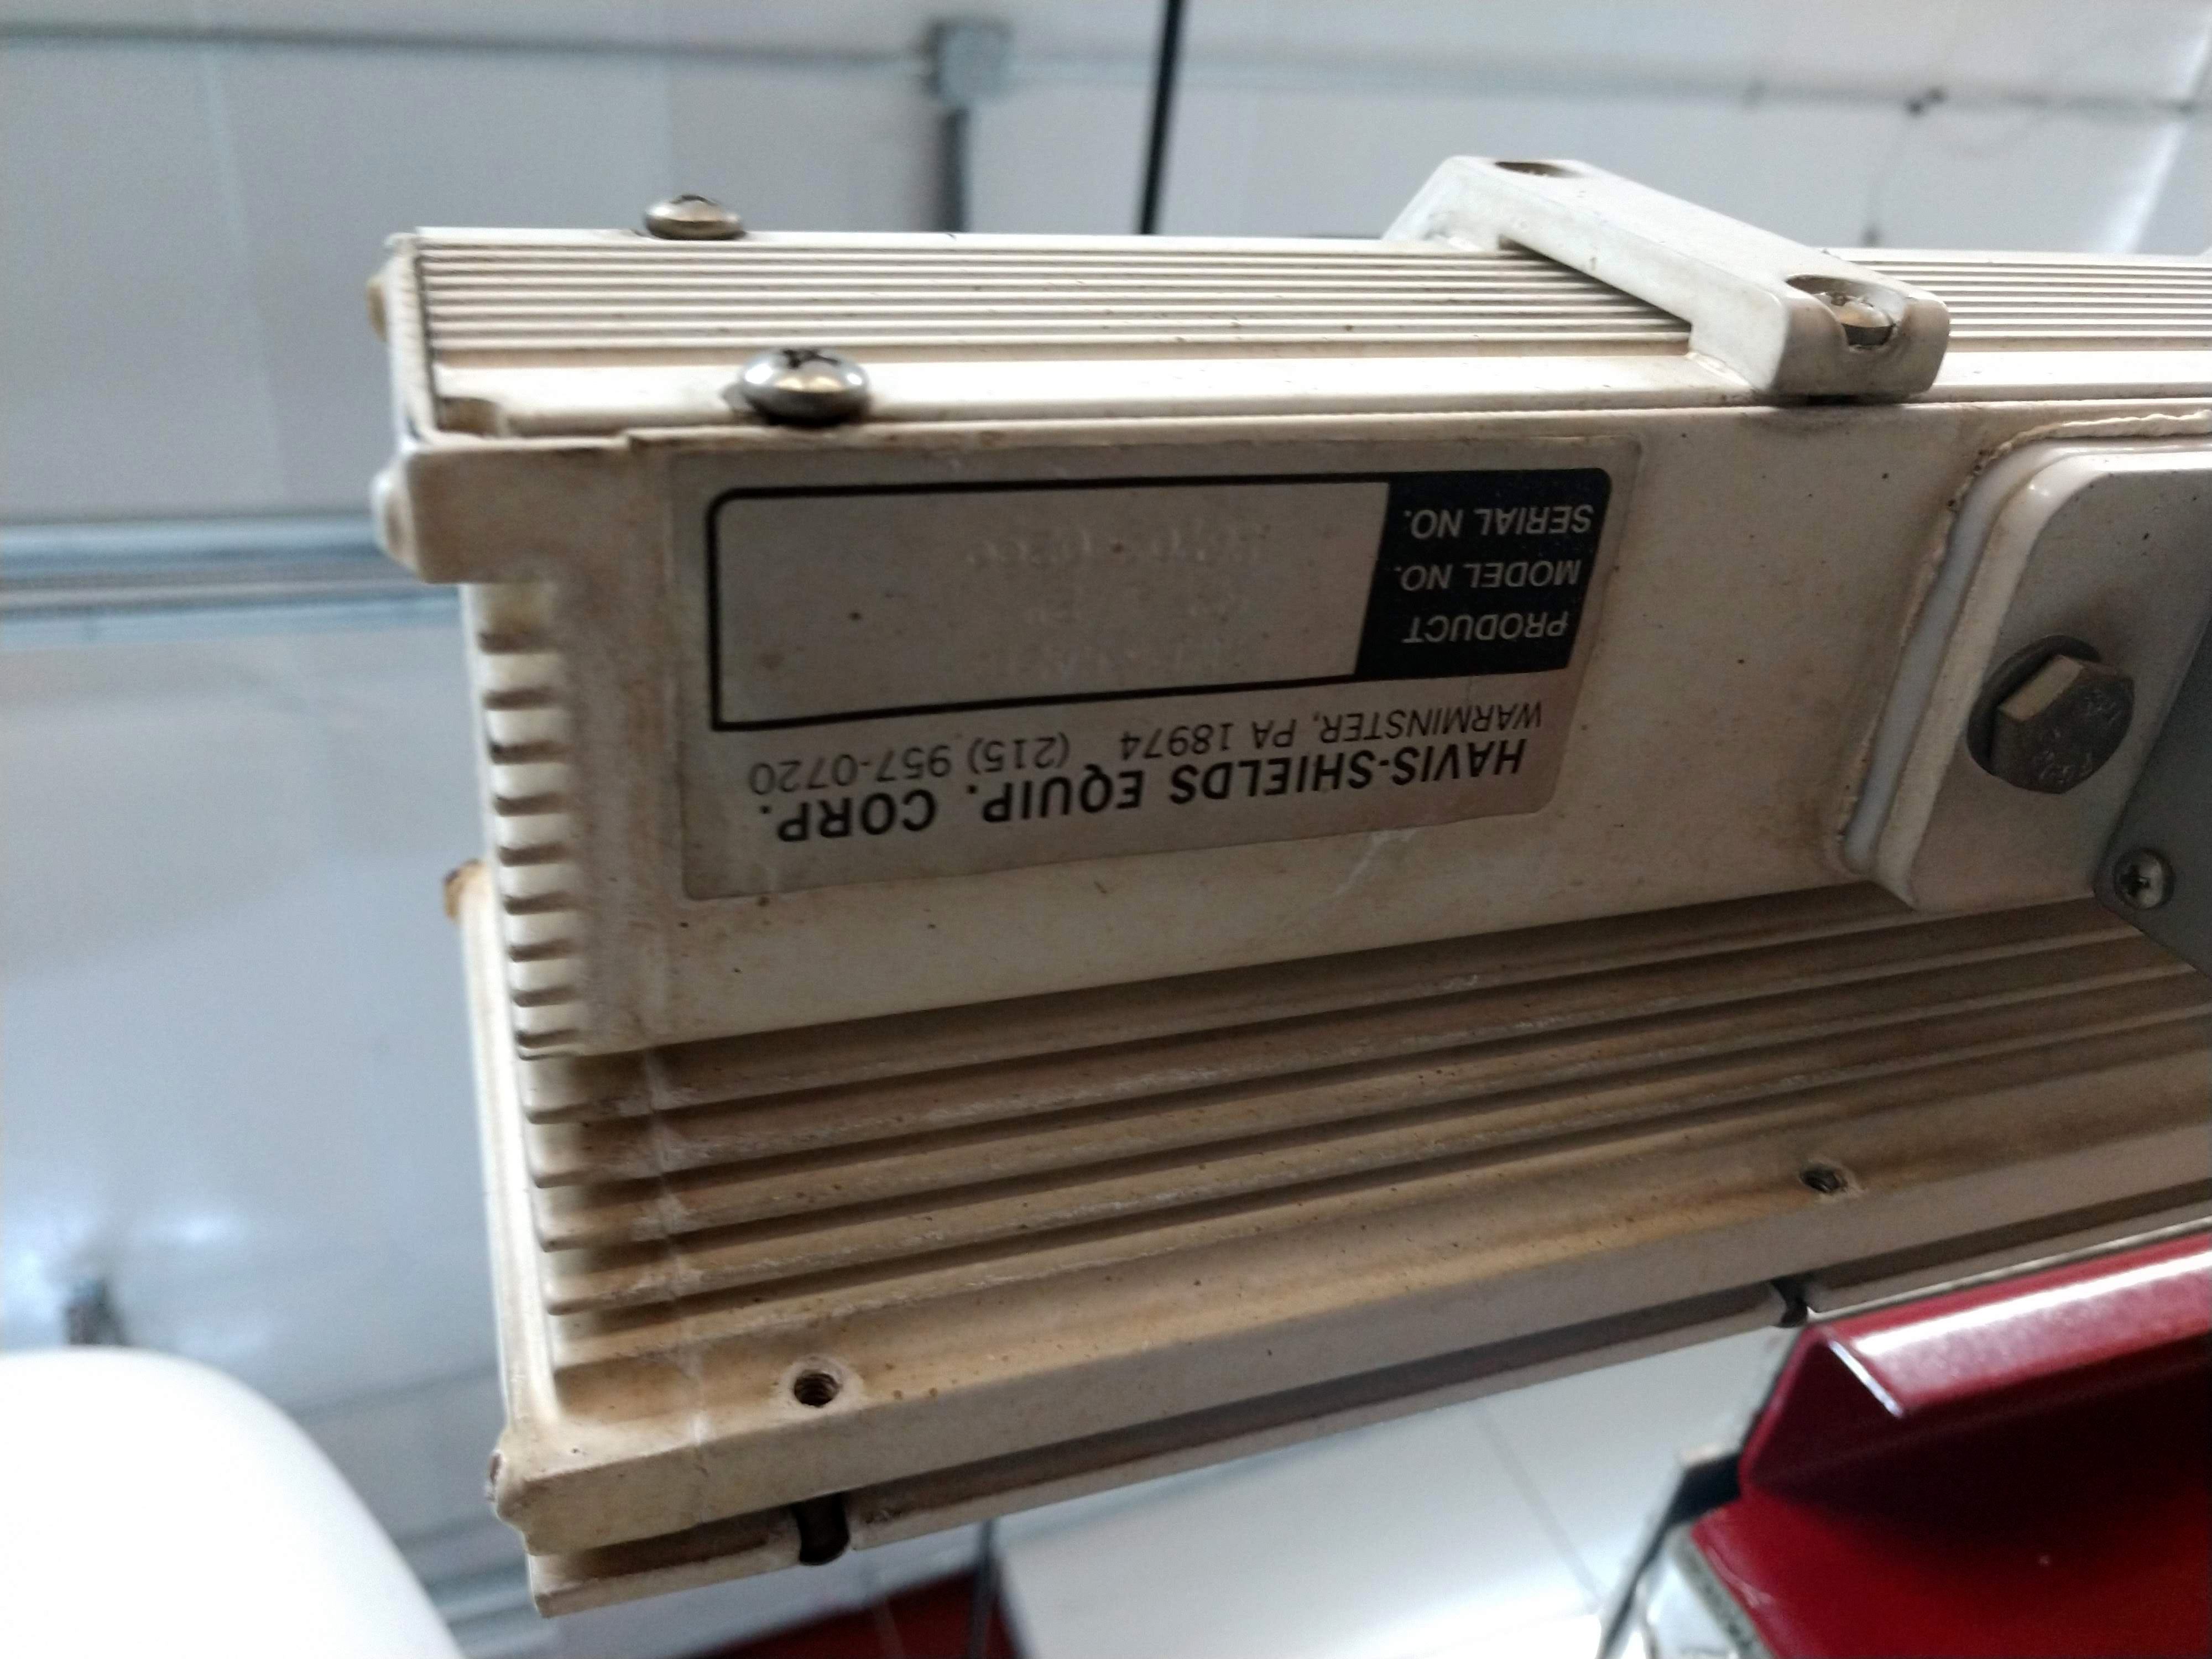 HAVIS-SHIELDS EQUIP. CORP.
WARMINSTER, PA 18974 (215) 957-0720
PRODUCT
MODEL NO.
SERIAL NO.